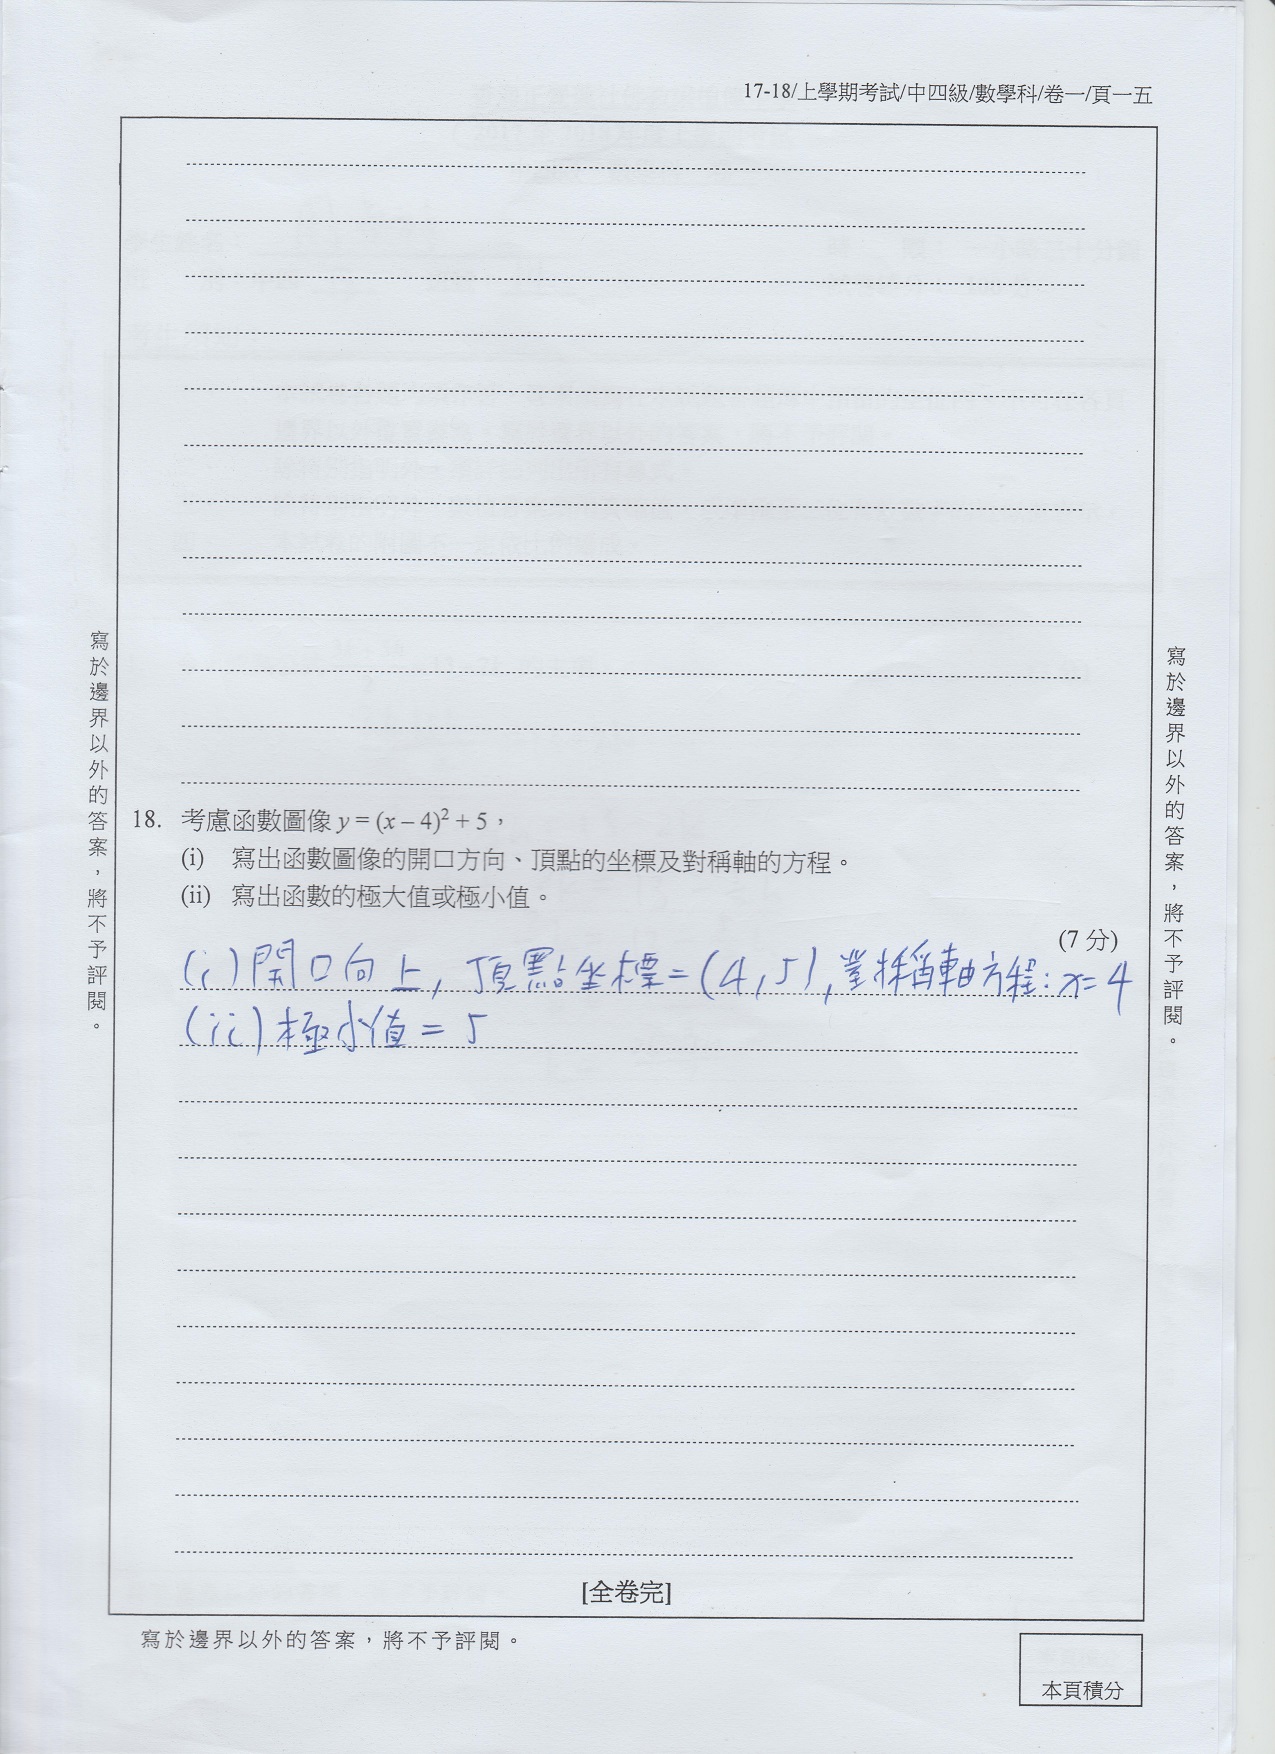 17-18/上學期考試/中四級/數學科/卷一/頁一五
寫於邊界以外的答案，將不予評閱。
18. 考慮函數圖像 y = (x – 4)² + 5，
(i) 寫出函數圖像的開口方向、頂點的坐標及對稱軸的方程。
(ii) 寫出函數的極大值或極小值。
(7 分)
(i) 開口向上, 頂點坐標=(4,5), 對稱軸方程: x=4
(ii) 極小值 = 5
寫於邊界以外的答案，將不予評閱。
[全卷完]
寫於邊界以外的答案，將不予評閱。
本頁積分